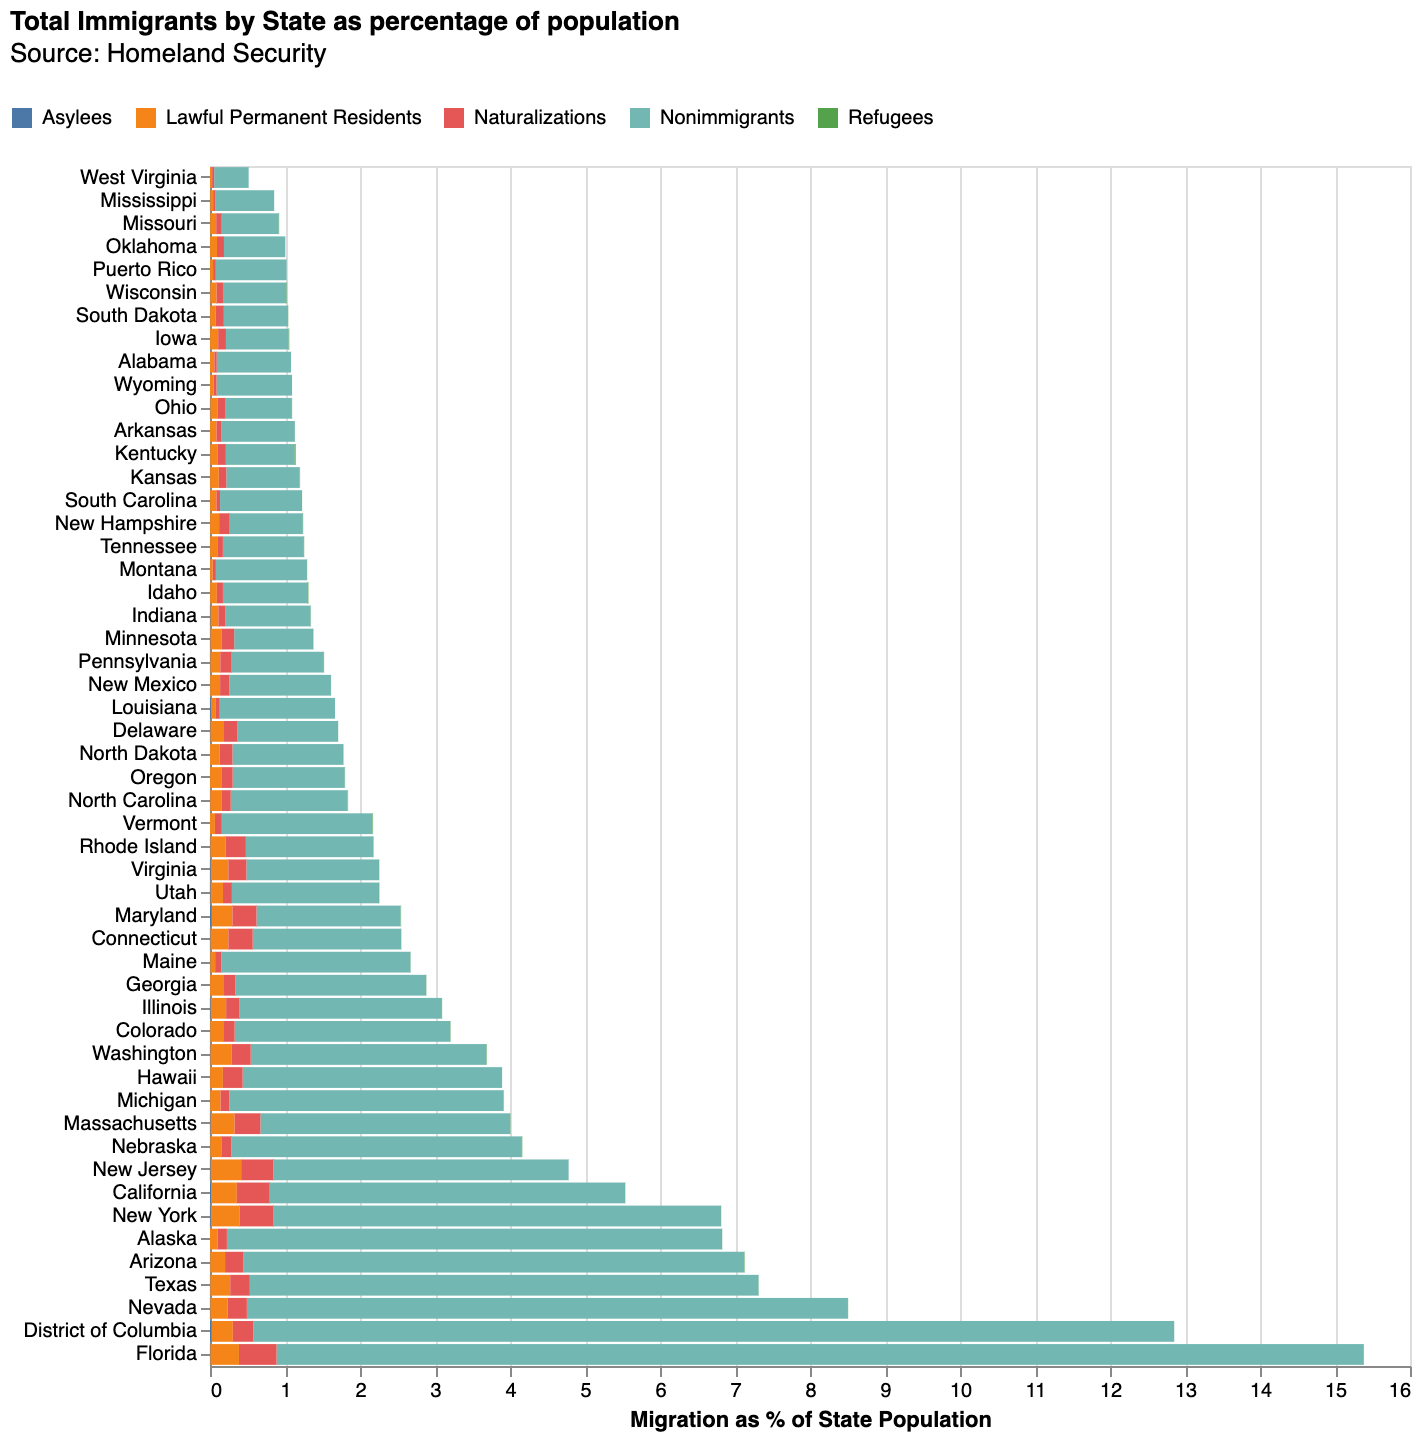 Total Immigrants by State as percentage of population
Source: Homeland Security
Asylees Lawful Permanent Residents Naturalizations Nonimmigrants Refugees
West Virginia
Mississippi
Missouri
Oklahoma
Puerto Rico
Wisconsin
South Dakota
Iowa
Alabama
Wyoming
Ohio
Arkansas
Kentucky
Kansas
South Carolina
New Hampshire
Tennessee
Montana
Idaho
Indiana
Minnesota
Pennsylvania
New Mexico
Louisiana
Delaware
North Dakota
Oregon
North Carolina
Vermont
Rhode Island
Virginia
Utah
Maryland
Connecticut
Maine
Georgia
Illinois
Colorado
Washington
Hawaii
Michigan
Massachusetts
Nebraska
New Jersey
California
New York
Alaska
Arizona
Texas
Nevada
District of Columbia
Florida
0 1 2 3 4 5 6 7 8 9 10 11 12 13 14 15 16
Migration as % of State Population